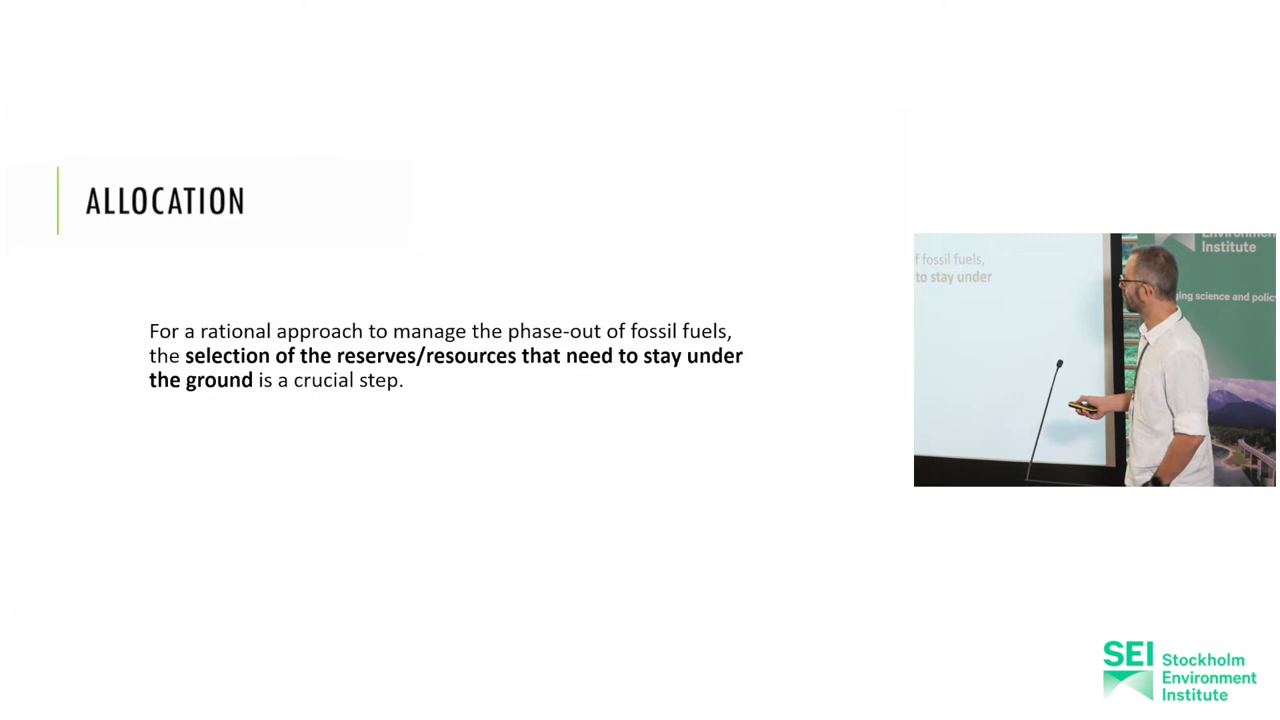 ALLOCATION
For a rational approach to manage the phase-out of fossil fuels,
the selection of the reserves/resources that need to stay under
the ground is a crucial step.
f fossil fuels,
to stay under
Environment
Institute
ging science and policy
SEI Stockholm
Environment
Institute